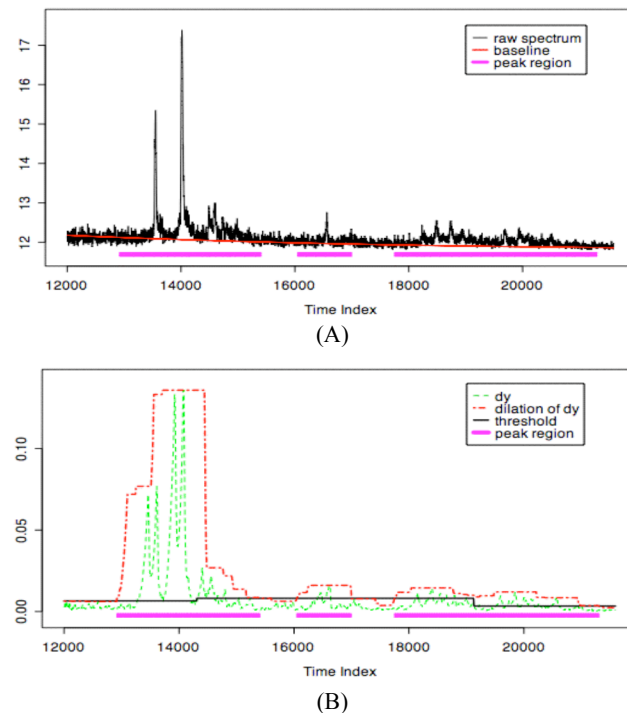 17
16
15
14
13
12
raw spectrum
baseline
peak region
12000 14000 16000 18000 20000
Time Index
(A)
0.10
0.05
0.00
dy
dilation of dy
threshold
peak region
12000 14000 16000 18000 20000
Time Index
(B)